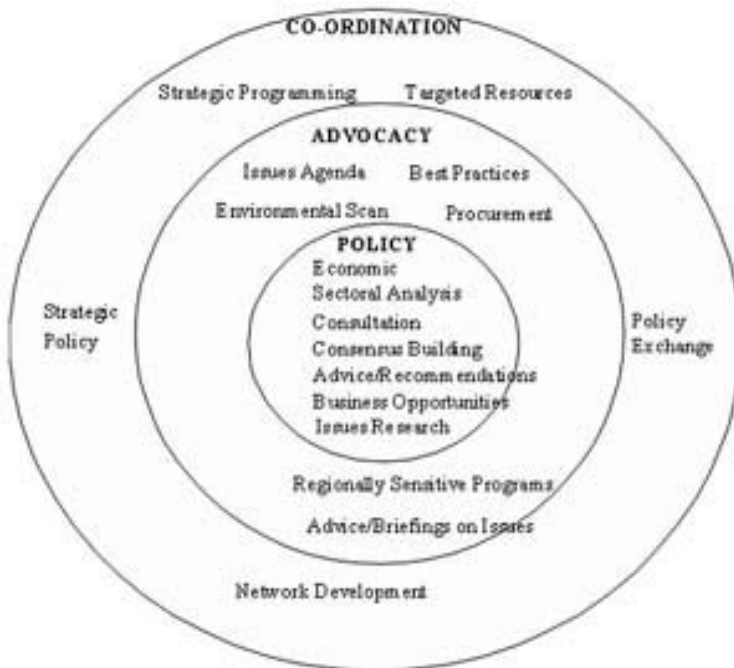 CO-ORDINATION
Strategic Programming Targeted Resources
ADVOCACY
Issues Agenda Best Practices
Environmental Scan Procurement
POLICY
Economic
Sectoral Analysis
Consultation
Consensus Building
Advice/Recommendations
Business Opportunities
Issues Research
Strategic
Policy
Policy
Exchange
Regionally Sensitive Programs
Advice/Briefings on Issues
Network Development